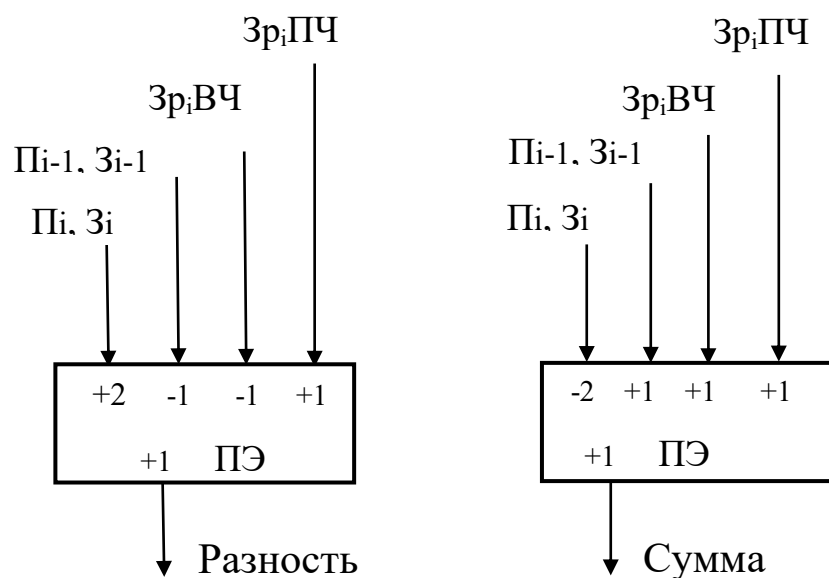 ЗрiПЧ
ЗрiВЧ
Пi-1, Зi-1
Пi, Зi
+2 -1 -1 +1
+1 ПЭ
Разность
ЗрiПЧ
ЗрiВЧ
Пi-1, Зi-1
Пi, Зi
-2 +1 +1 +1
+1 ПЭ
Сумма